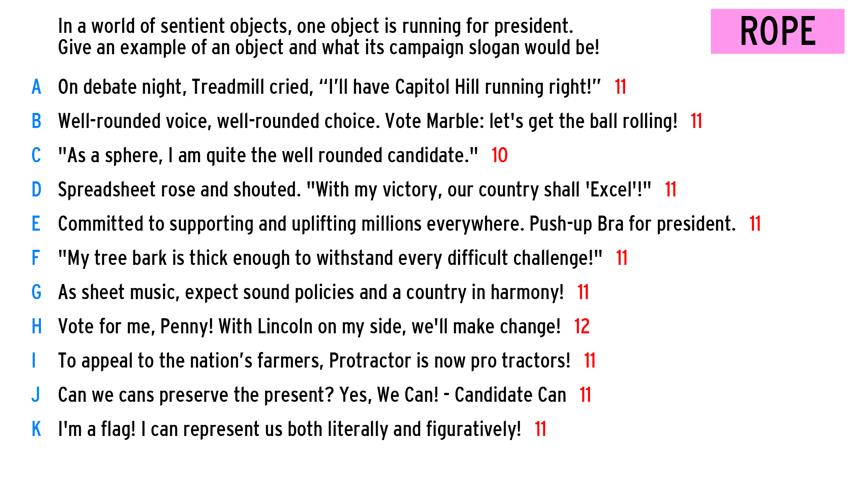 In a world of sentient objects, one object is running for president.
Give an example of an object and what its campaign slogan would be!
ROPE
A On debate night, Treadmill cried, “I’ll have Capitol Hill running right!” 11
B Well-rounded voice, well-rounded choice. Vote Marble: let's get the ball rolling! 11
C "As a sphere, I am quite the well rounded candidate." 10
D Spreadsheet rose and shouted. "With my victory, our country shall 'Excel'!" 11
E Committed to supporting and uplifting millions everywhere. Push-up Bra for president. 11
F "My tree bark is thick enough to withstand every difficult challenge!" 11
G As sheet music, expect sound policies and a country in harmony! 11
H Vote for me, Penny! With Lincoln on my side, we'll make change! 12
I To appeal to the nation’s farmers, Protractor is now pro tractors! 11
J Can we cans preserve the present? Yes, We Can! - Candidate Can 11
K I'm a flag! I can represent us both literally and figuratively! 11